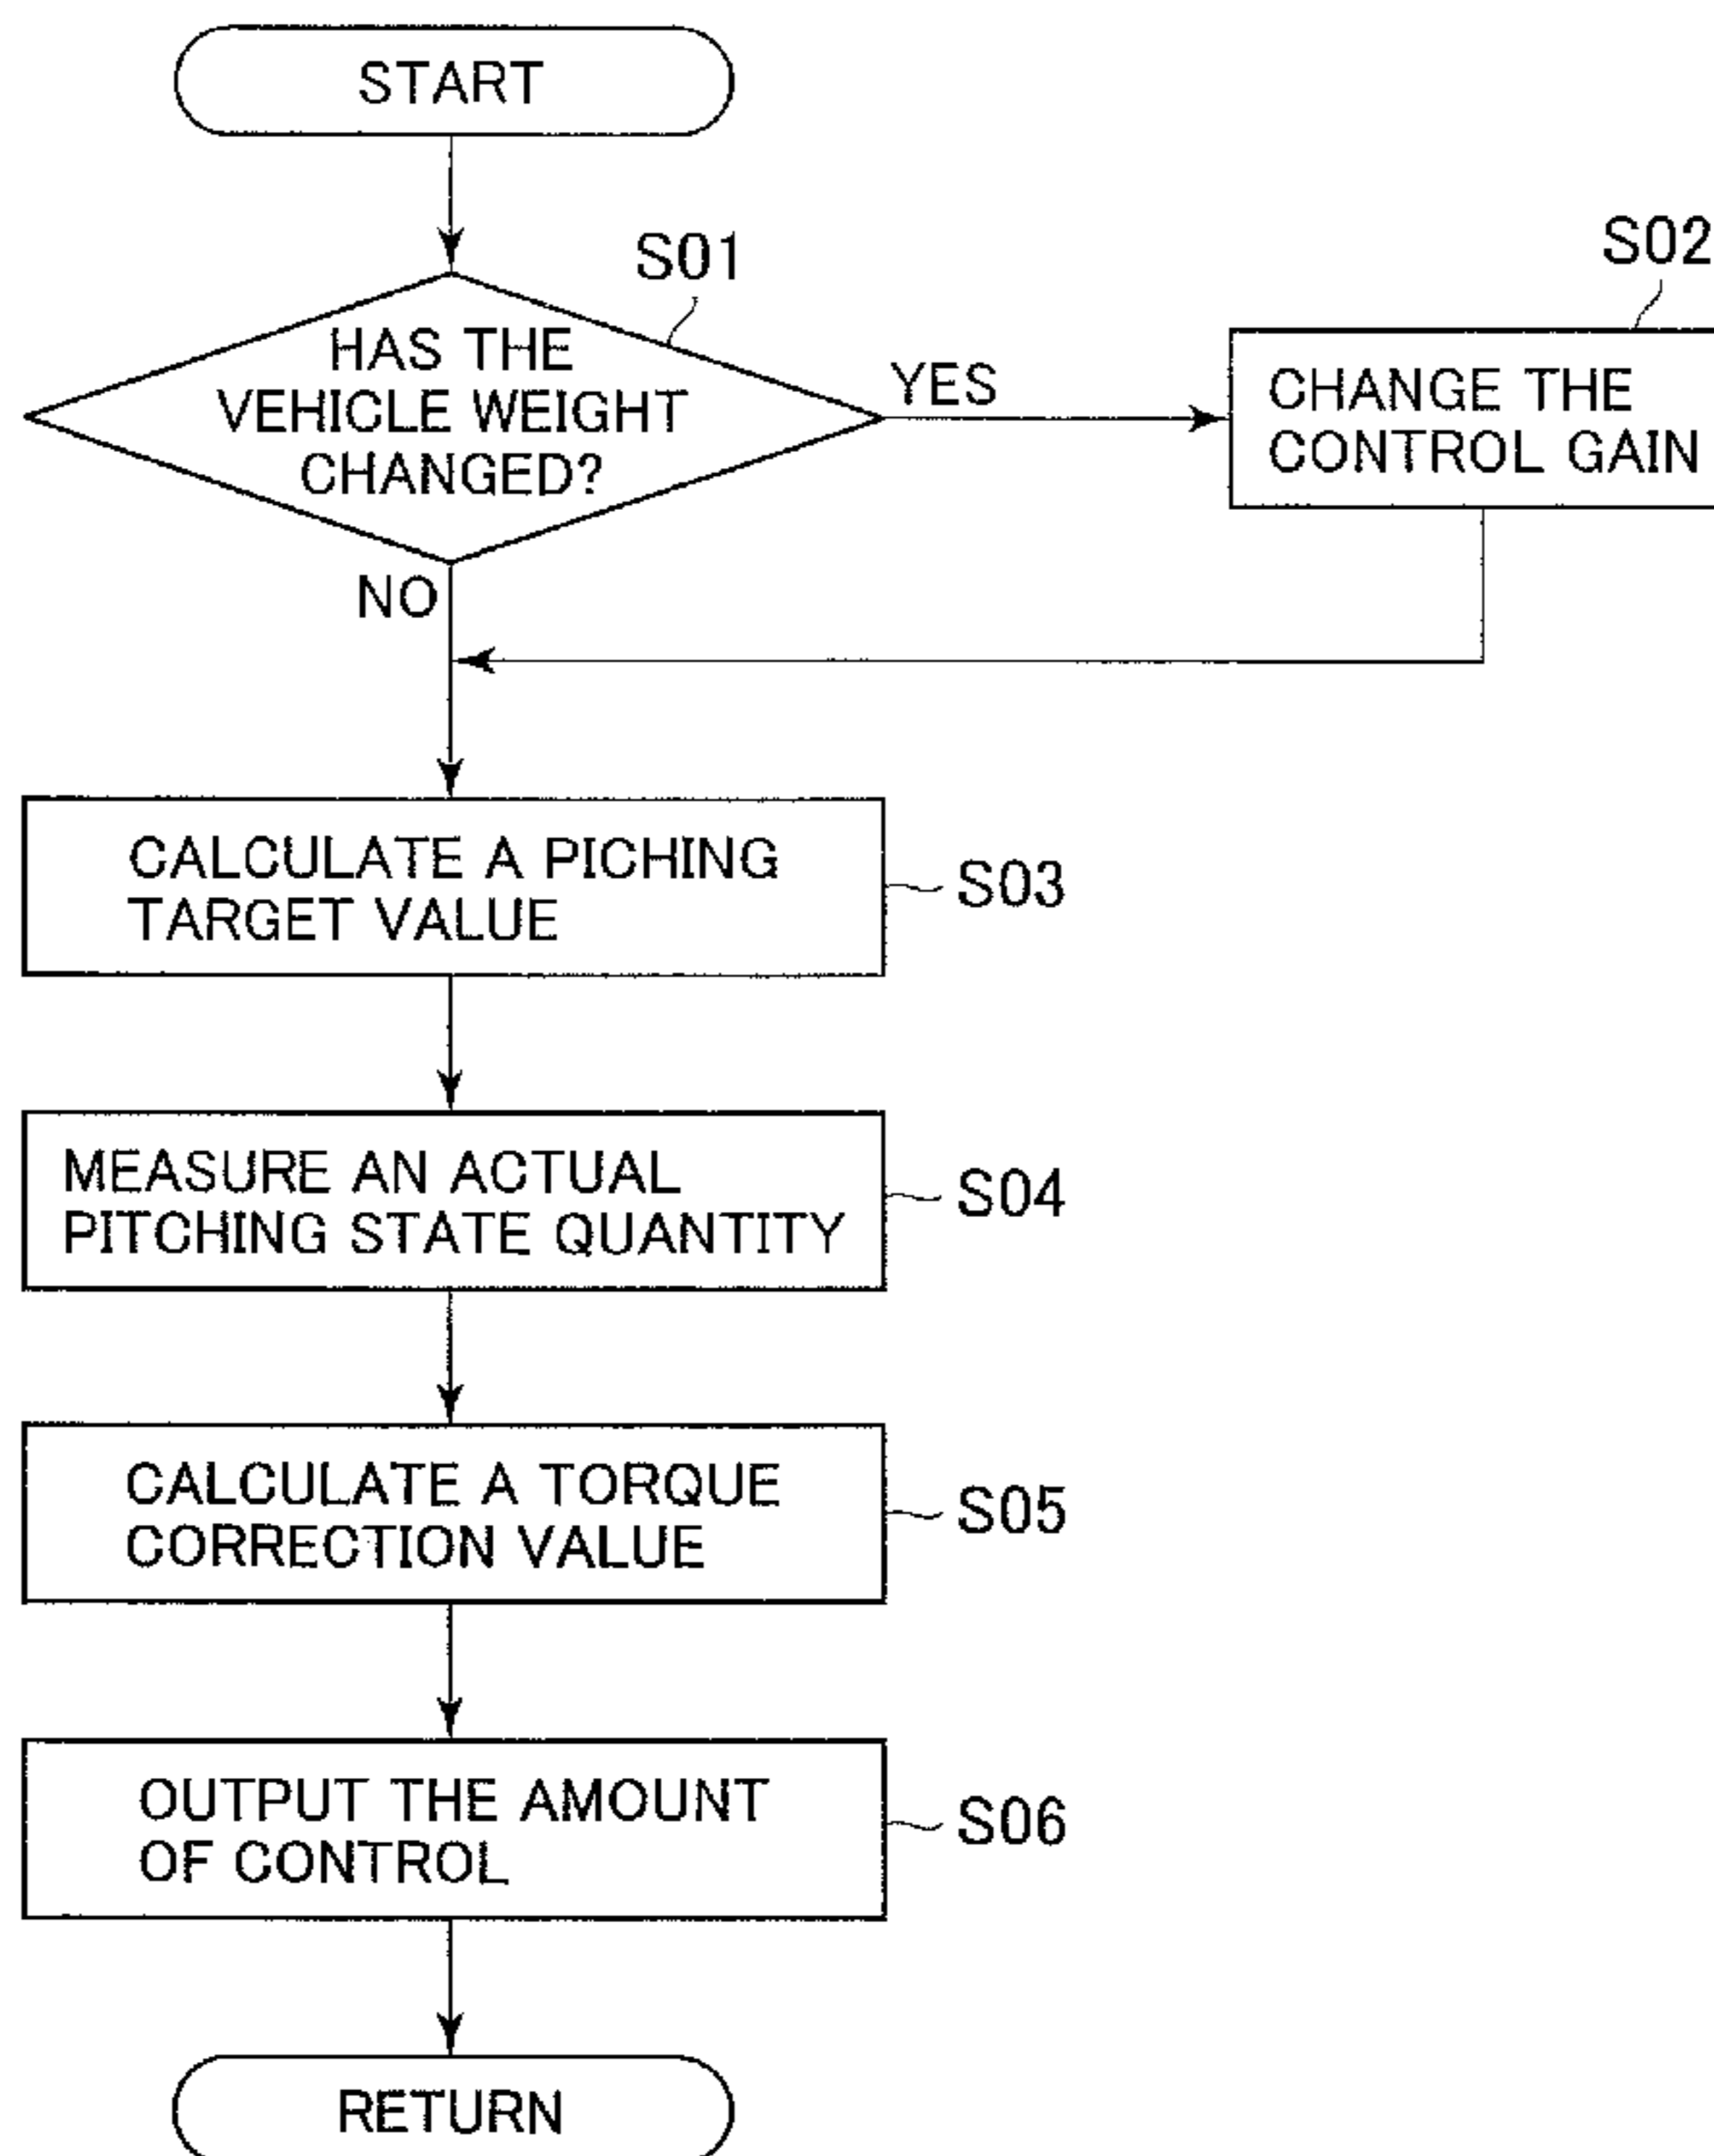 START
S01
HAS THE
VEHICLE WEIGHT
CHANGED?
YES
S02
CHANGE THE
CONTROL GAIN
NO
CALCULATE A PICHING
TARGET VALUE
S03
MEASURE AN ACTUAL
PITCHING STATE QUANTITY
S04
CALCULATE A TORQUE
CORRECTION VALUE
S05
OUTPUT THE AMOUNT
OF CONTROL
S06
RETURN